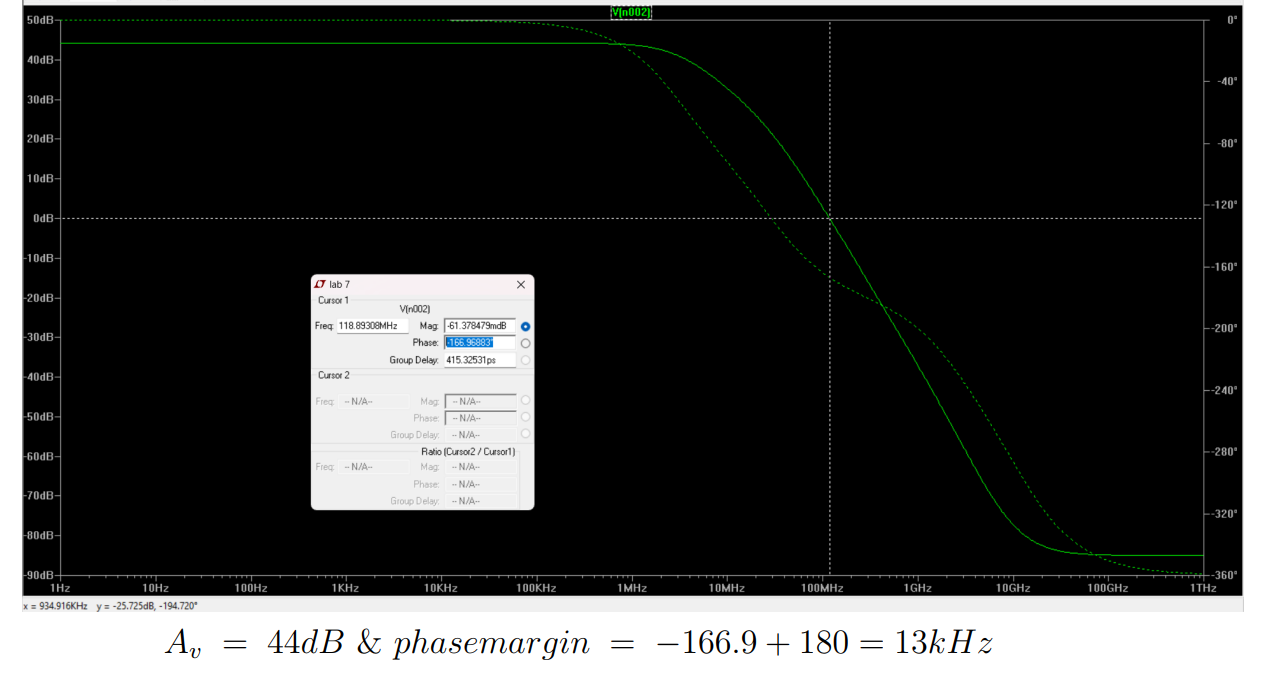 V(n002)
50dB 0°
40dB -40°
30dB
20dB -80°
10dB
0dB -120°
-10dB -160°
-20dB
-30dB -200°
-40dB -240°
-50dB
-60dB -280°
-70dB -320°
-80dB
-90dB -360°
1Hz 10Hz 100Hz 1KHz 10KHz 100KHz 1MHz 10MHz 100MHz 1GHz 10GHz 100GHz 1THz
lab 7
Cursor 1
V(n002)
Freq: 118.89308MHz Mag: -61.378479mdB
Phase: -166.96883°
Group Delay: 415.32531ps
Cursor 2
Freq: -- N/A-- Mag: -- N/A--
Phase: -- N/A--
Group Delay: -- N/A--
Ratio (Cursor2 / Cursor1)
Freq: -- N/A-- Mag: -- N/A--
Phase: -- N/A--
Group Delay: -- N/A--
x = 934.916KHz y = -25.725dB, -194.720°
A_v = 44dB & phasemargin = −166.9 + 180 = 13kHz